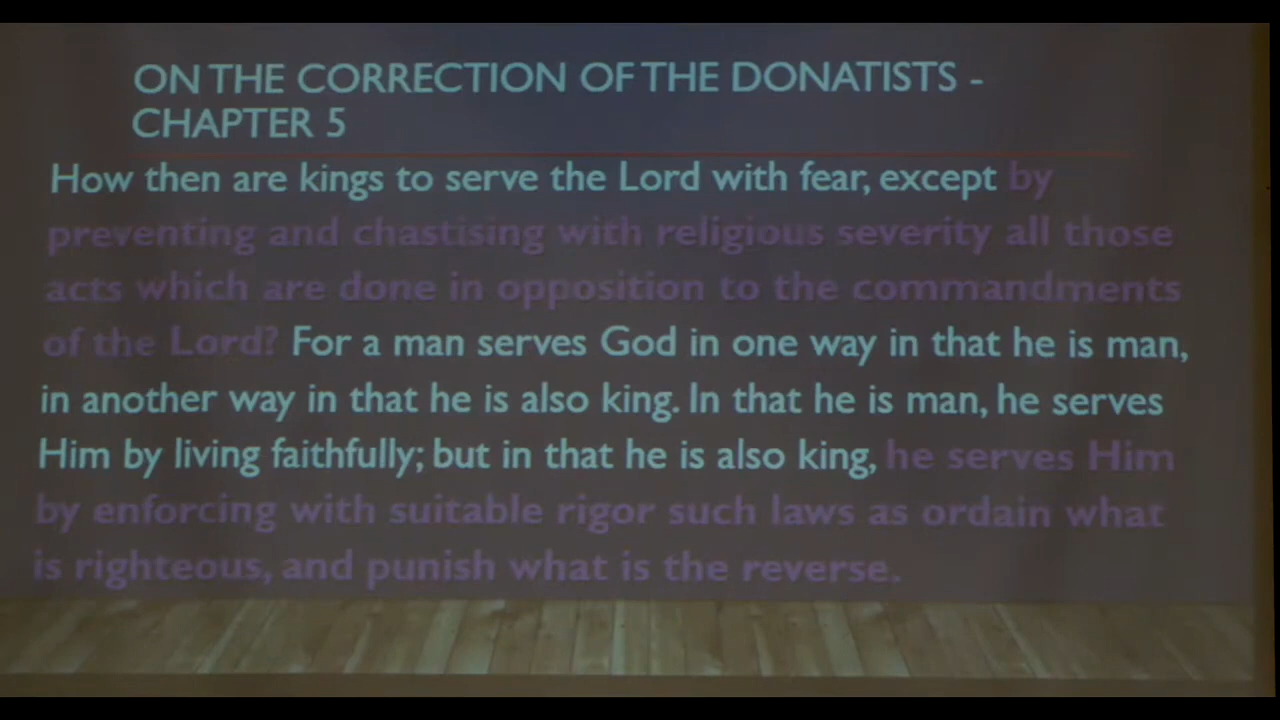 ON THE CORRECTION OF THE DONATISTS -
CHAPTER 5
How then are kings to serve the Lord with fear, except by
preventing and chastising with religious severity all those
acts which are done in opposition to the commandments
of the Lord? For a man serves God in one way in that he is man,
in another way in that he is also king. In that he is man, he serves
Him by living faithfully; but in that he is also king, he serves Him
by enforcing with suitable rigor such laws as ordain what
is righteous, and punish what is the reverse.